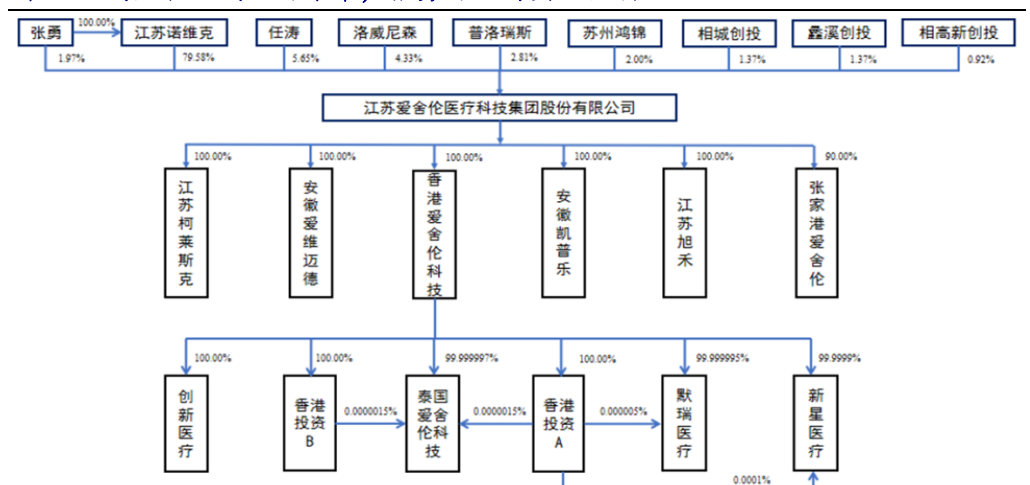 张勇
100.00%
江苏诺维克
任涛
洛威尼森
普洛瑞斯
苏州鸿锦
相城创投
蠡溪创投
相高新创投
1.97%
79.58%
5.65%
4.33%
2.81%
2.00%
1.37%
1.37%
0.92%
江苏爱舍伦医疗科技集团股份有限公司
100.00%
100.00%
100.00%
100.00%
100.00%
90.00%
江苏柯莱斯克
安徽爱维迈德
香港爱舍伦科技
安徽凯普乐
江苏旭禾
张家港爱舍伦
100.00%
100.00%
99.999997%
100.00%
99.999995%
99.9999%
创新医疗
香港
投资
B
0.0000015%
泰国
爱舍
伦科
技
0.0000015%
香港
投资
A
0.000005%
默瑞医疗
新星医疗
0.0001%